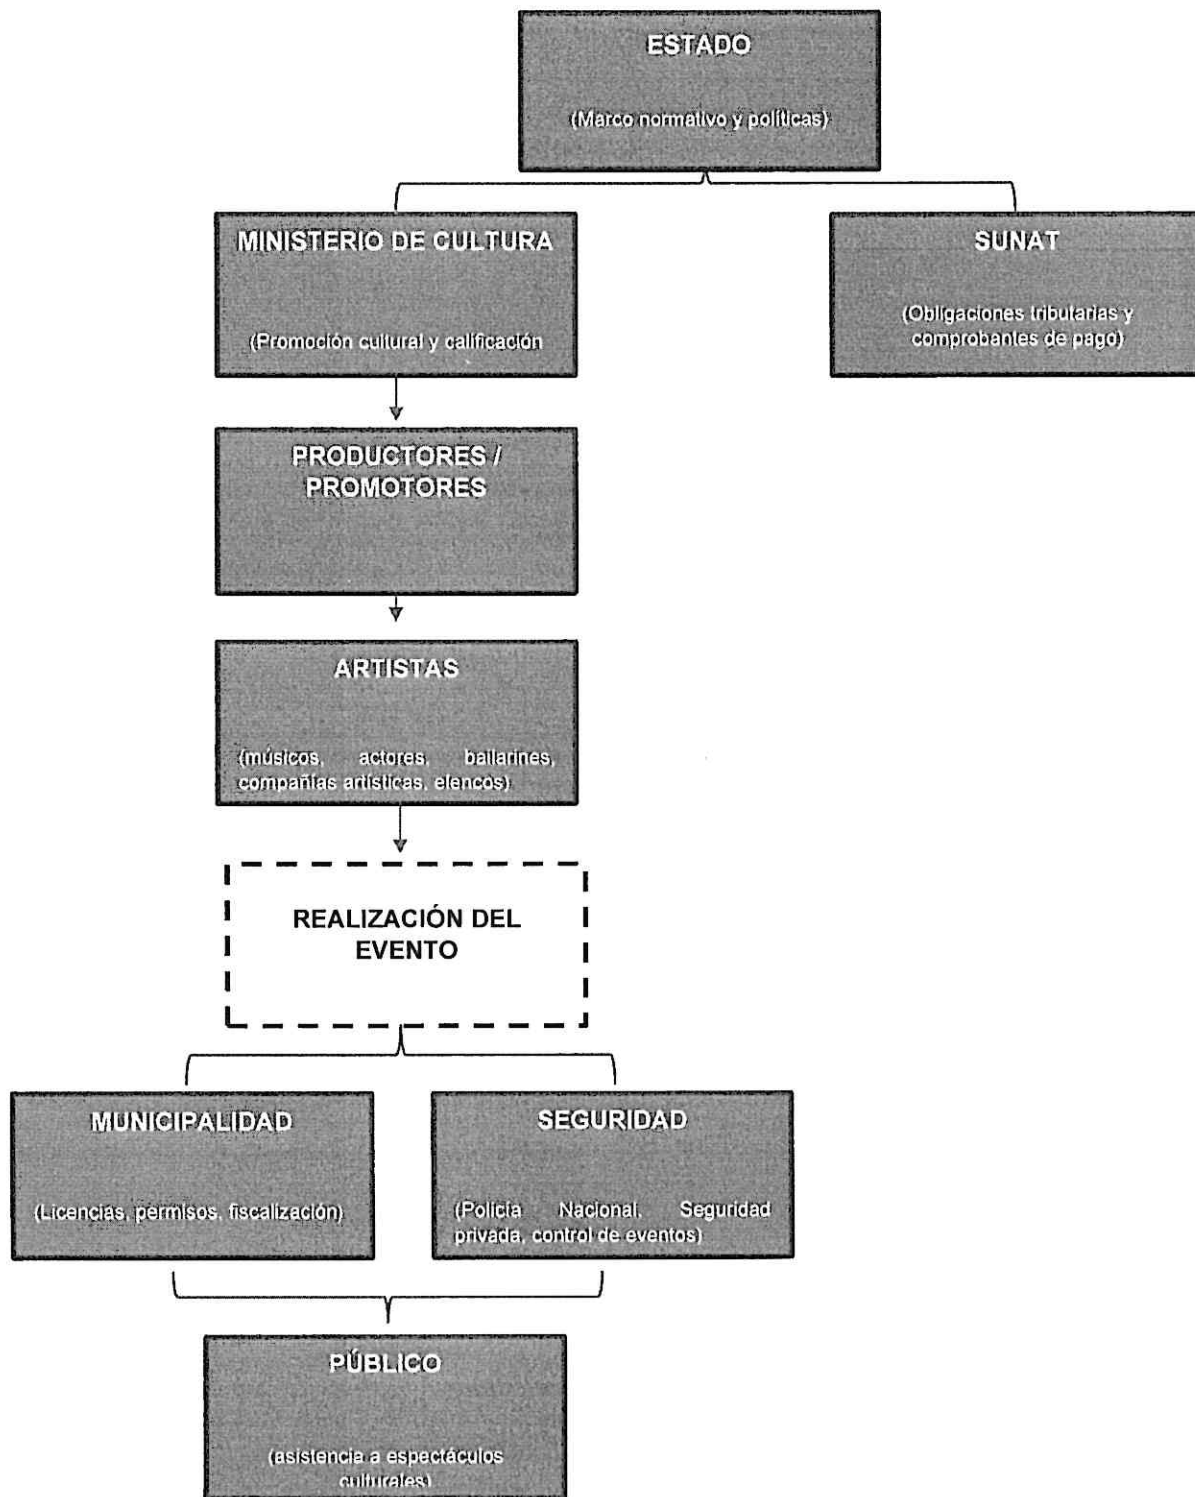 ESTADO
(Marco normativo y políticas)
MINISTERIO DE CULTURA
(Promoción cultural y calificación
SUNAT
(Obligaciones tributarias y
comprobantes de pago)
PRODUCTORES /
PROMOTORES
ARTISTAS
(músicos, actores, bailarines,
compañías artísticas, elencos)
REALIZACIÓN DEL
EVENTO
MUNICIPALIDAD
(Licencias, permisos, fiscalización)
SEGURIDAD
(Policía Nacional, Seguridad
privada, control de eventos)
PÚBLICO
(asistencia a espectáculos
culturales)